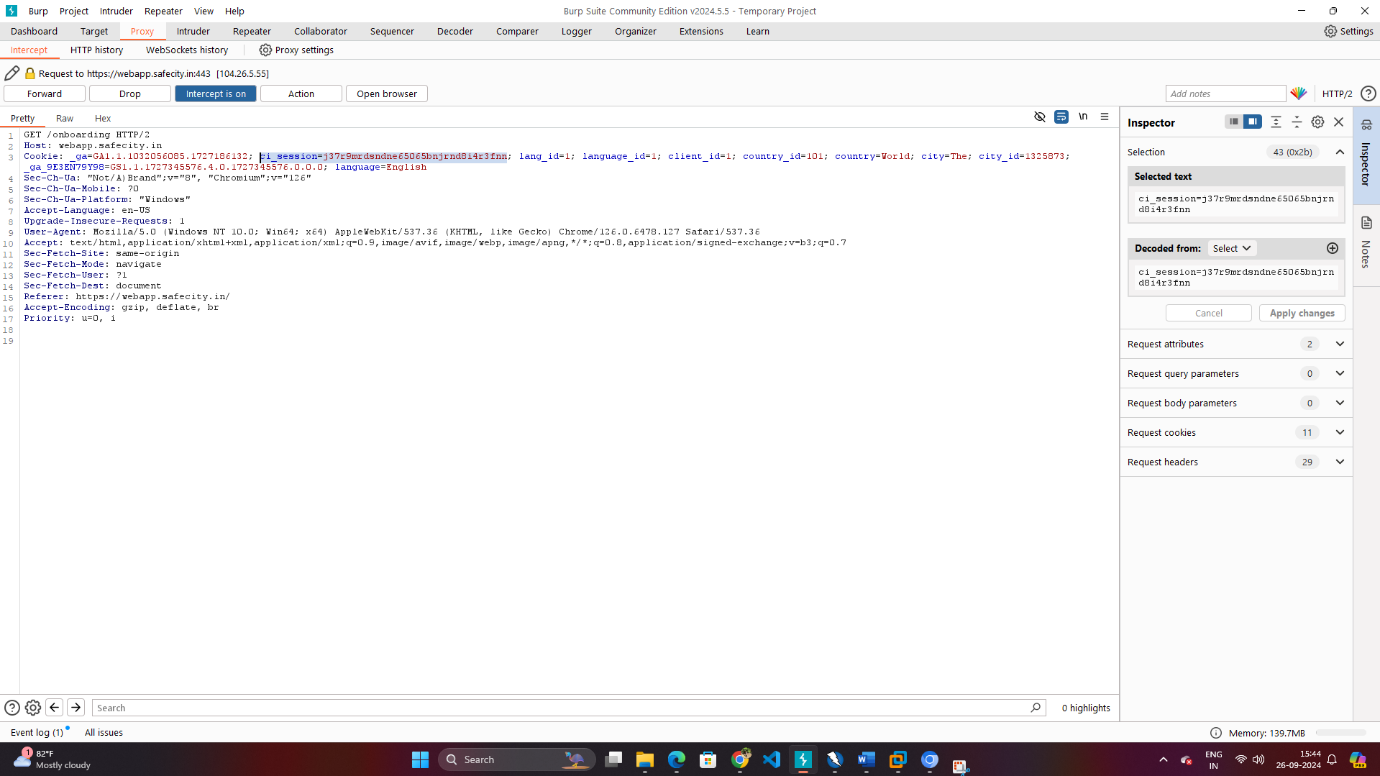 Burp Project Intruder Repeater View Help
Burp Suite Community Edition v2024.5.5 - Temporary Project
Dashboard Target Proxy Intruder Repeater Collaborator Sequencer Decoder Comparer Logger Organizer Extensions Learn
Settings
Intercept HTTP history WebSockets history Proxy settings
Request to https://webapp.safecity.in:443 [104.26.5.55]
Forward Drop Intercept is on Action Open browser
Add notes
HTTP/2
Pretty Raw Hex
\n
1 GET /onboarding HTTP/2
2 Host: webapp.safecity.in
3 Cookie: _ga=GA1.1.1032056085.1727186132; ci_session=j37r9mrdsndne65065bnjrnd8i4r3fnn; lang_id=1; language_id=1; client_id=1; country_id=101; country=World; city=The; city_id=1325873;
_ga_9E3EN79Y98=GS1.1.1727345576.4.0.1727345576.0.0.0; language=English
4 Sec-Ch-Ua: "Not/A)Brand";v="8", "Chromium";v="126"
5 Sec-Ch-Ua-Mobile: ?0
6 Sec-Ch-Ua-Platform: "Windows"
7 Accept-Language: en-US
8 Upgrade-Insecure-Requests: 1
9 User-Agent: Mozilla/5.0 (Windows NT 10.0; Win64; x64) AppleWebKit/537.36 (KHTML, like Gecko) Chrome/126.0.6478.127 Safari/537.36
10 Accept: text/html,application/xhtml+xml,application/xml;q=0.9,image/avif,image/webp,image/apng,*/*;q=0.8,application/signed-exchange;v=b3;q=0.7
11 Sec-Fetch-Site: same-origin
12 Sec-Fetch-Mode: navigate
13 Sec-Fetch-User: ?1
14 Sec-Fetch-Dest: document
15 Referer: https://webapp.safecity.in/
16 Accept-Encoding: gzip, deflate, br
17 Priority: u=0, i
18
19
Inspector
Selection 43 (0x2b)
Selected text
ci_session=j37r9mrdsndne65065bnjrn
d8i4r3fnn
Decoded from: Select
ci_session=j37r9mrdsndne65065bnjrn
d8i4r3fnn
Cancel Apply changes
Request attributes 2
Request query parameters 0
Request body parameters 0
Request cookies 11
Request headers 29
Inspector
Notes
Search
0 highlights
Event log (1) All issues
Memory: 139.7MB
1
82°F
Mostly cloudy
Search
ENG
IN
15:44
26-09-2024